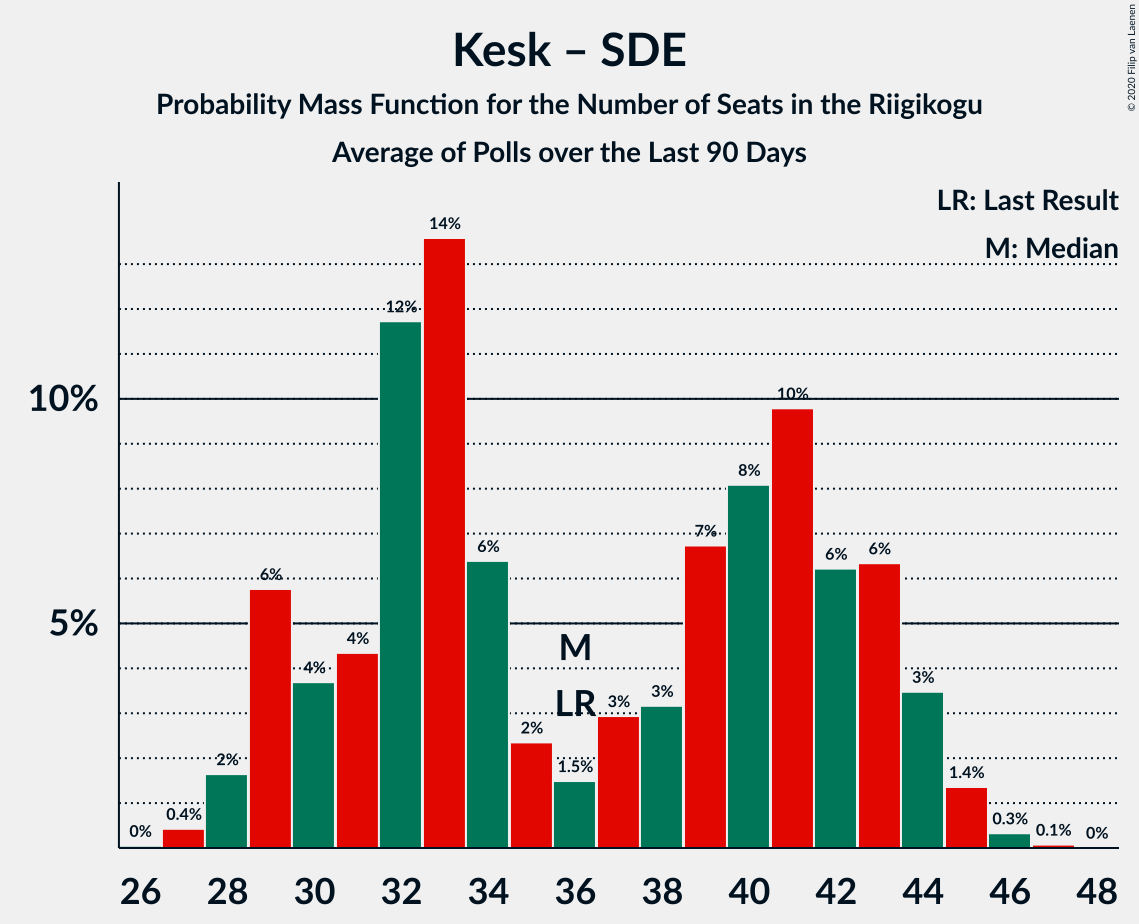 Kesk – SDE
Probability Mass Function for the Number of Seats in the Riigikogu
Average of Polls over the Last 90 Days
© 2020 Filip van Laenen
LR: Last Result
M: Median
14%
12%
10%
10%
8%
7%
6%
6%
6%
6%
5%
4%
4%
M
LR
3%
3%
3%
2%
2%
1.5%
1.4%
0.4%
0.3%
0.1%
0%
0%
26 28 30 32 34 36 38 40 42 44 46 48